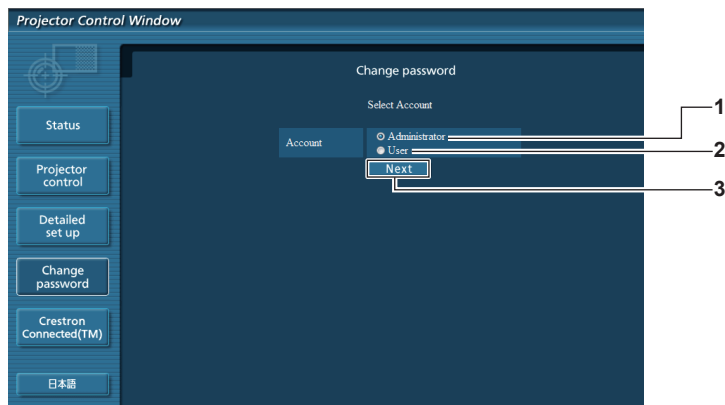 Projector Control Window
Change password
Select Account
Account
Administrator
User
Next
1
2
3
Status
Projector
control
Detailed
set up
Change
password
Crestron
Connected(TM)
日本語